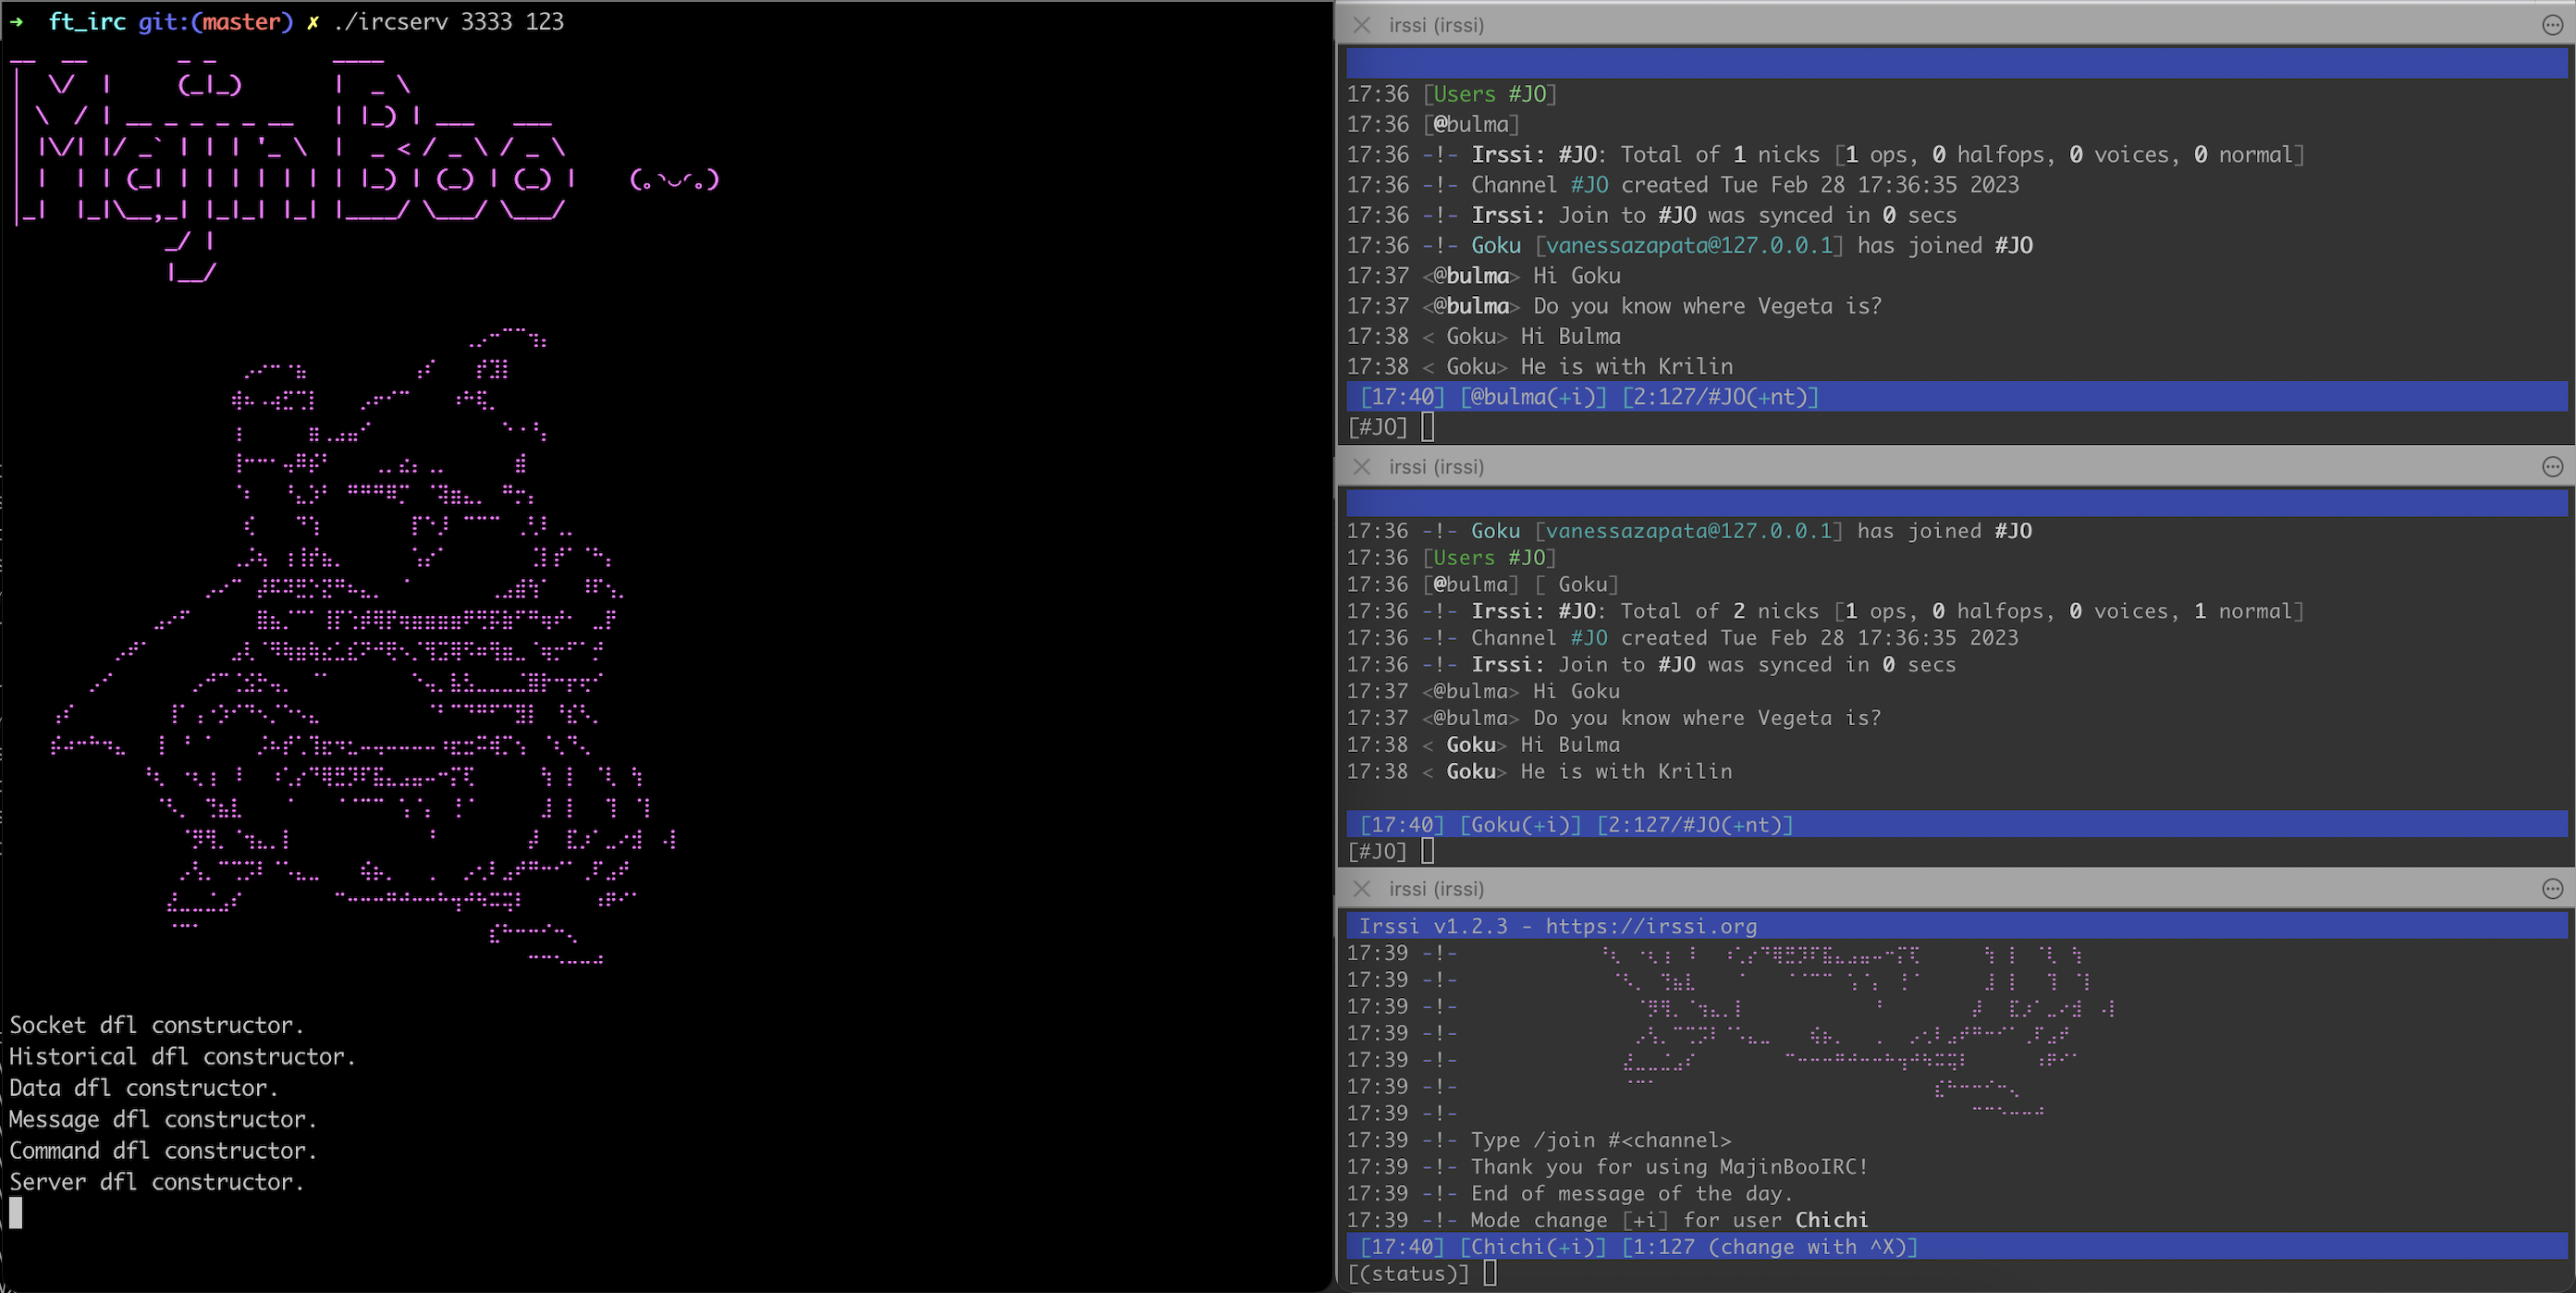 ➜ ft_irc git:(master) ✗ ./ircserv 3333 123
Majin Boo (｡◝‿◜｡)
Socket dfl constructor.
Historical dfl constructor.
Data dfl constructor.
Message dfl constructor.
Command dfl constructor.
Server dfl constructor.
irssi (irssi)
17:36 [Users #JO]
17:36 [@bulma]
17:36 -!- Irssi: #JO: Total of 1 nicks [1 ops, 0 halfops, 0 voices, 0 normal]
17:36 -!- Channel #JO created Tue Feb 28 17:36:35 2023
17:36 -!- Irssi: Join to #JO was synced in 0 secs
17:36 -!- Goku [vanessazapata@127.0.0.1] has joined #JO
17:37 <@bulma> Hi Goku
17:37 <@bulma> Do you know where Vegeta is?
17:38 < Goku> Hi Bulma
17:38 < Goku> He is with Krilin
[17:40] [@bulma(+i)] [2:127/#JO(+nt)]
[#JO]
irssi (irssi)
17:36 -!- Goku [vanessazapata@127.0.0.1] has joined #JO
17:36 [Users #JO]
17:36 [@bulma] [ Goku]
17:36 -!- Irssi: #JO: Total of 2 nicks [1 ops, 0 halfops, 0 voices, 1 normal]
17:36 -!- Channel #JO created Tue Feb 28 17:36:35 2023
17:36 -!- Irssi: Join to #JO was synced in 0 secs
17:37 <@bulma> Hi Goku
17:37 <@bulma> Do you know where Vegeta is?
17:38 < Goku> Hi Bulma
17:38 < Goku> He is with Krilin
[17:40] [Goku(+i)] [2:127/#JO(+nt)]
[#JO]
irssi (irssi)
Irssi v1.2.3 - https://irssi.org
17:39 -!-
17:39 -!-
17:39 -!-
17:39 -!-
17:39 -!-
17:39 -!-
17:39 -!-
17:39 -!- Type /join #<channel>
17:39 -!- Thank you for using MajinBooIRC!
17:39 -!- End of message of the day.
17:39 -!- Mode change [+i] for user Chichi
[17:40] [Chichi(+i)] [1:127 (change with ^X)]
[(status)]